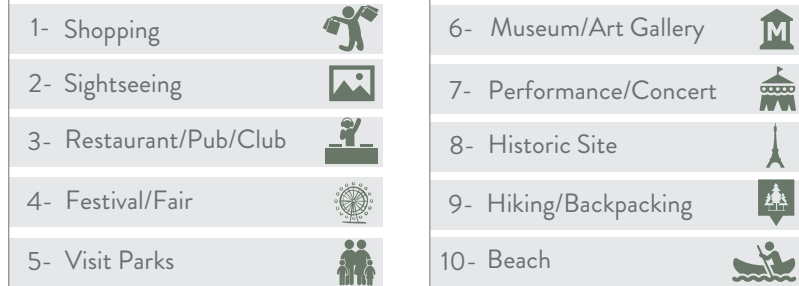 1- Shopping
2- Sightseeing
3- Restaurant/Pub/Club
4- Festival/Fair
5- Visit Parks
6- Museum/Art Gallery
M
7- Performance/Concert
8- Historic Site
9- Hiking/Backpacking
10- Beach